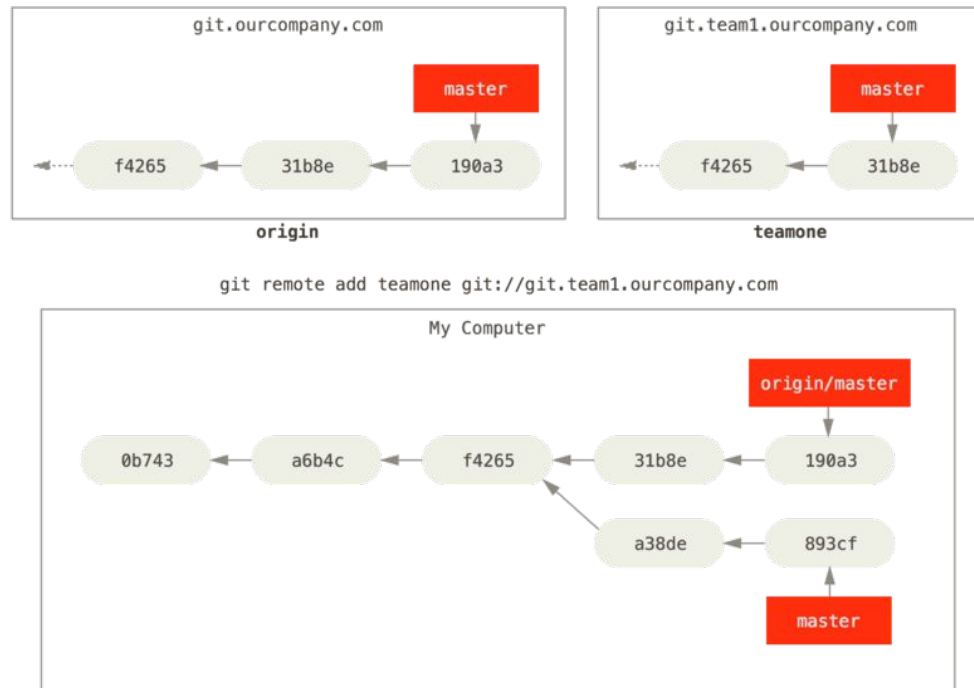 git.ourcompany.com
master
f4265
31b8e
190a3
origin
git.team1.ourcompany.com
master
f4265
31b8e
teamone
git remote add teamone git://git.team1.ourcompany.com
My Computer
origin/master
0b743
a6b4c
f4265
31b8e
190a3
a38de
893cf
master